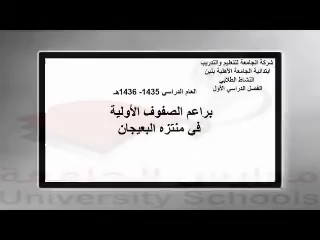 شركة الجامعة للتعليم والتدريب
ابتدائية الجامعة الأهلية بنين
النشاط الطلابي
الفصل الدراسي الأول
العام الدراسي 1435- 1436هـ
براعم الصفوف الأولية
في منتزه البعيجان
University Schools